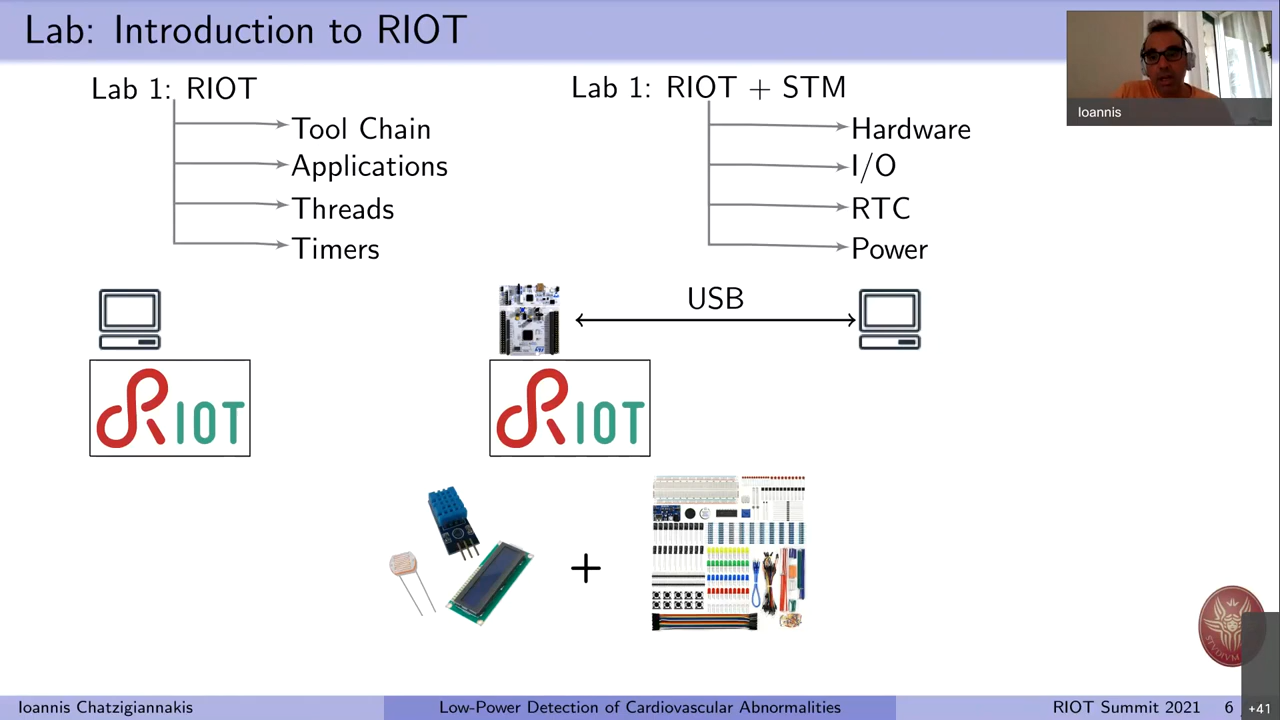 Lab: Introduction to RIOT
Lab 1: RIOT
Tool Chain
Applications
Threads
Timers
Lab 1: RIOT + STM
Hardware
I/O
RTC
Power
Ioannis
USB
RIOT
RIOT
+
Ioannis Chatzigiannakis
Low-Power Detection of Cardiovascular Abnormalities
RIOT Summit 2021
6
+41